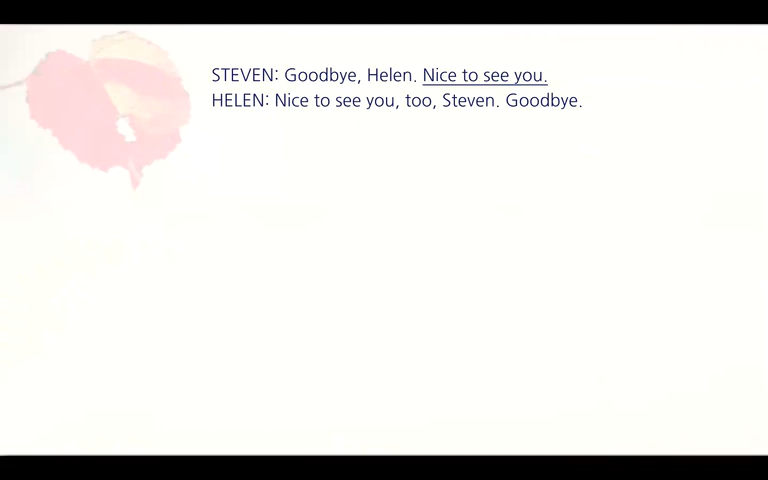 STEVEN: Goodbye, Helen. Nice to see you.
HELEN: Nice to see you, too, Steven. Goodbye.